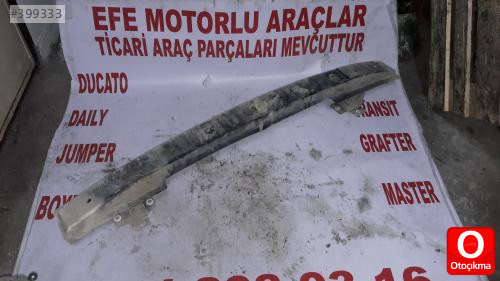 #399333
EFE MOTORLU ARAÇLAR
TİCARİ ARAÇ PARÇALARI MEVCUTTUR
DUCATO
DAILY
JUMPER
GRAFTER
MASTER
Otoçıkma